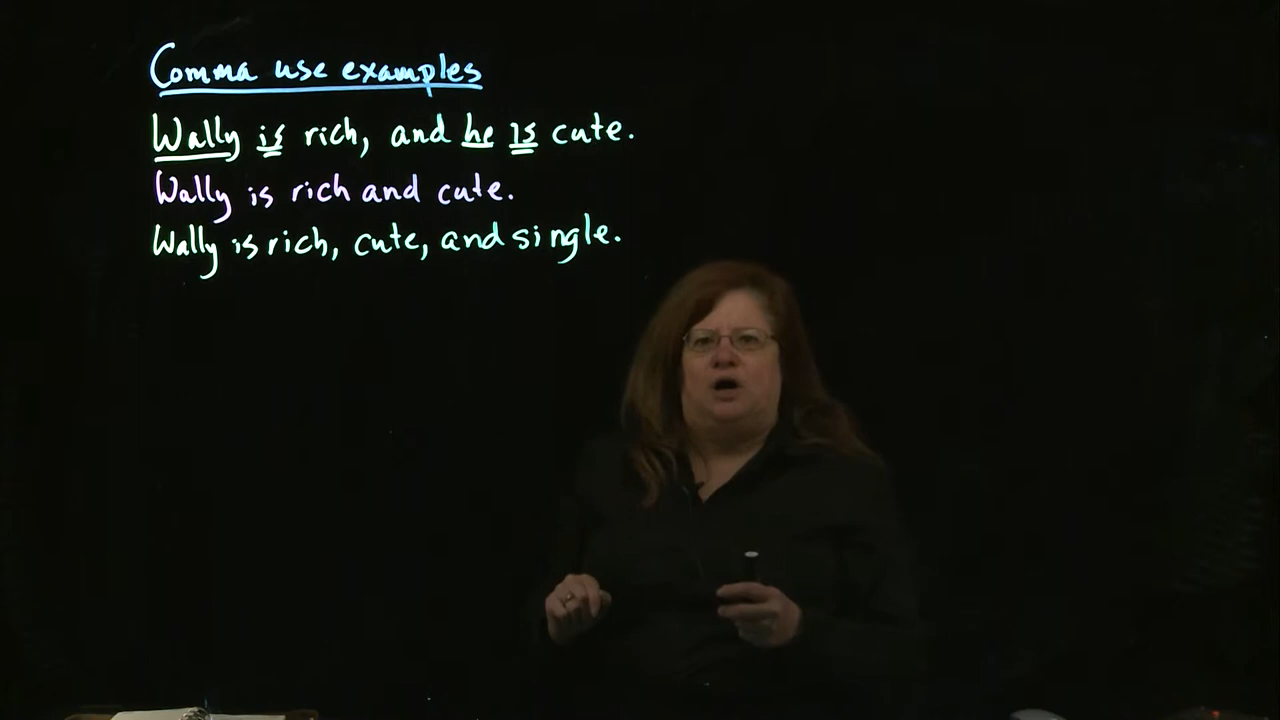 Comma use examples
Wally is rich, and he is cute.
Wally is rich and cute.
Wally is rich, cute, and single.